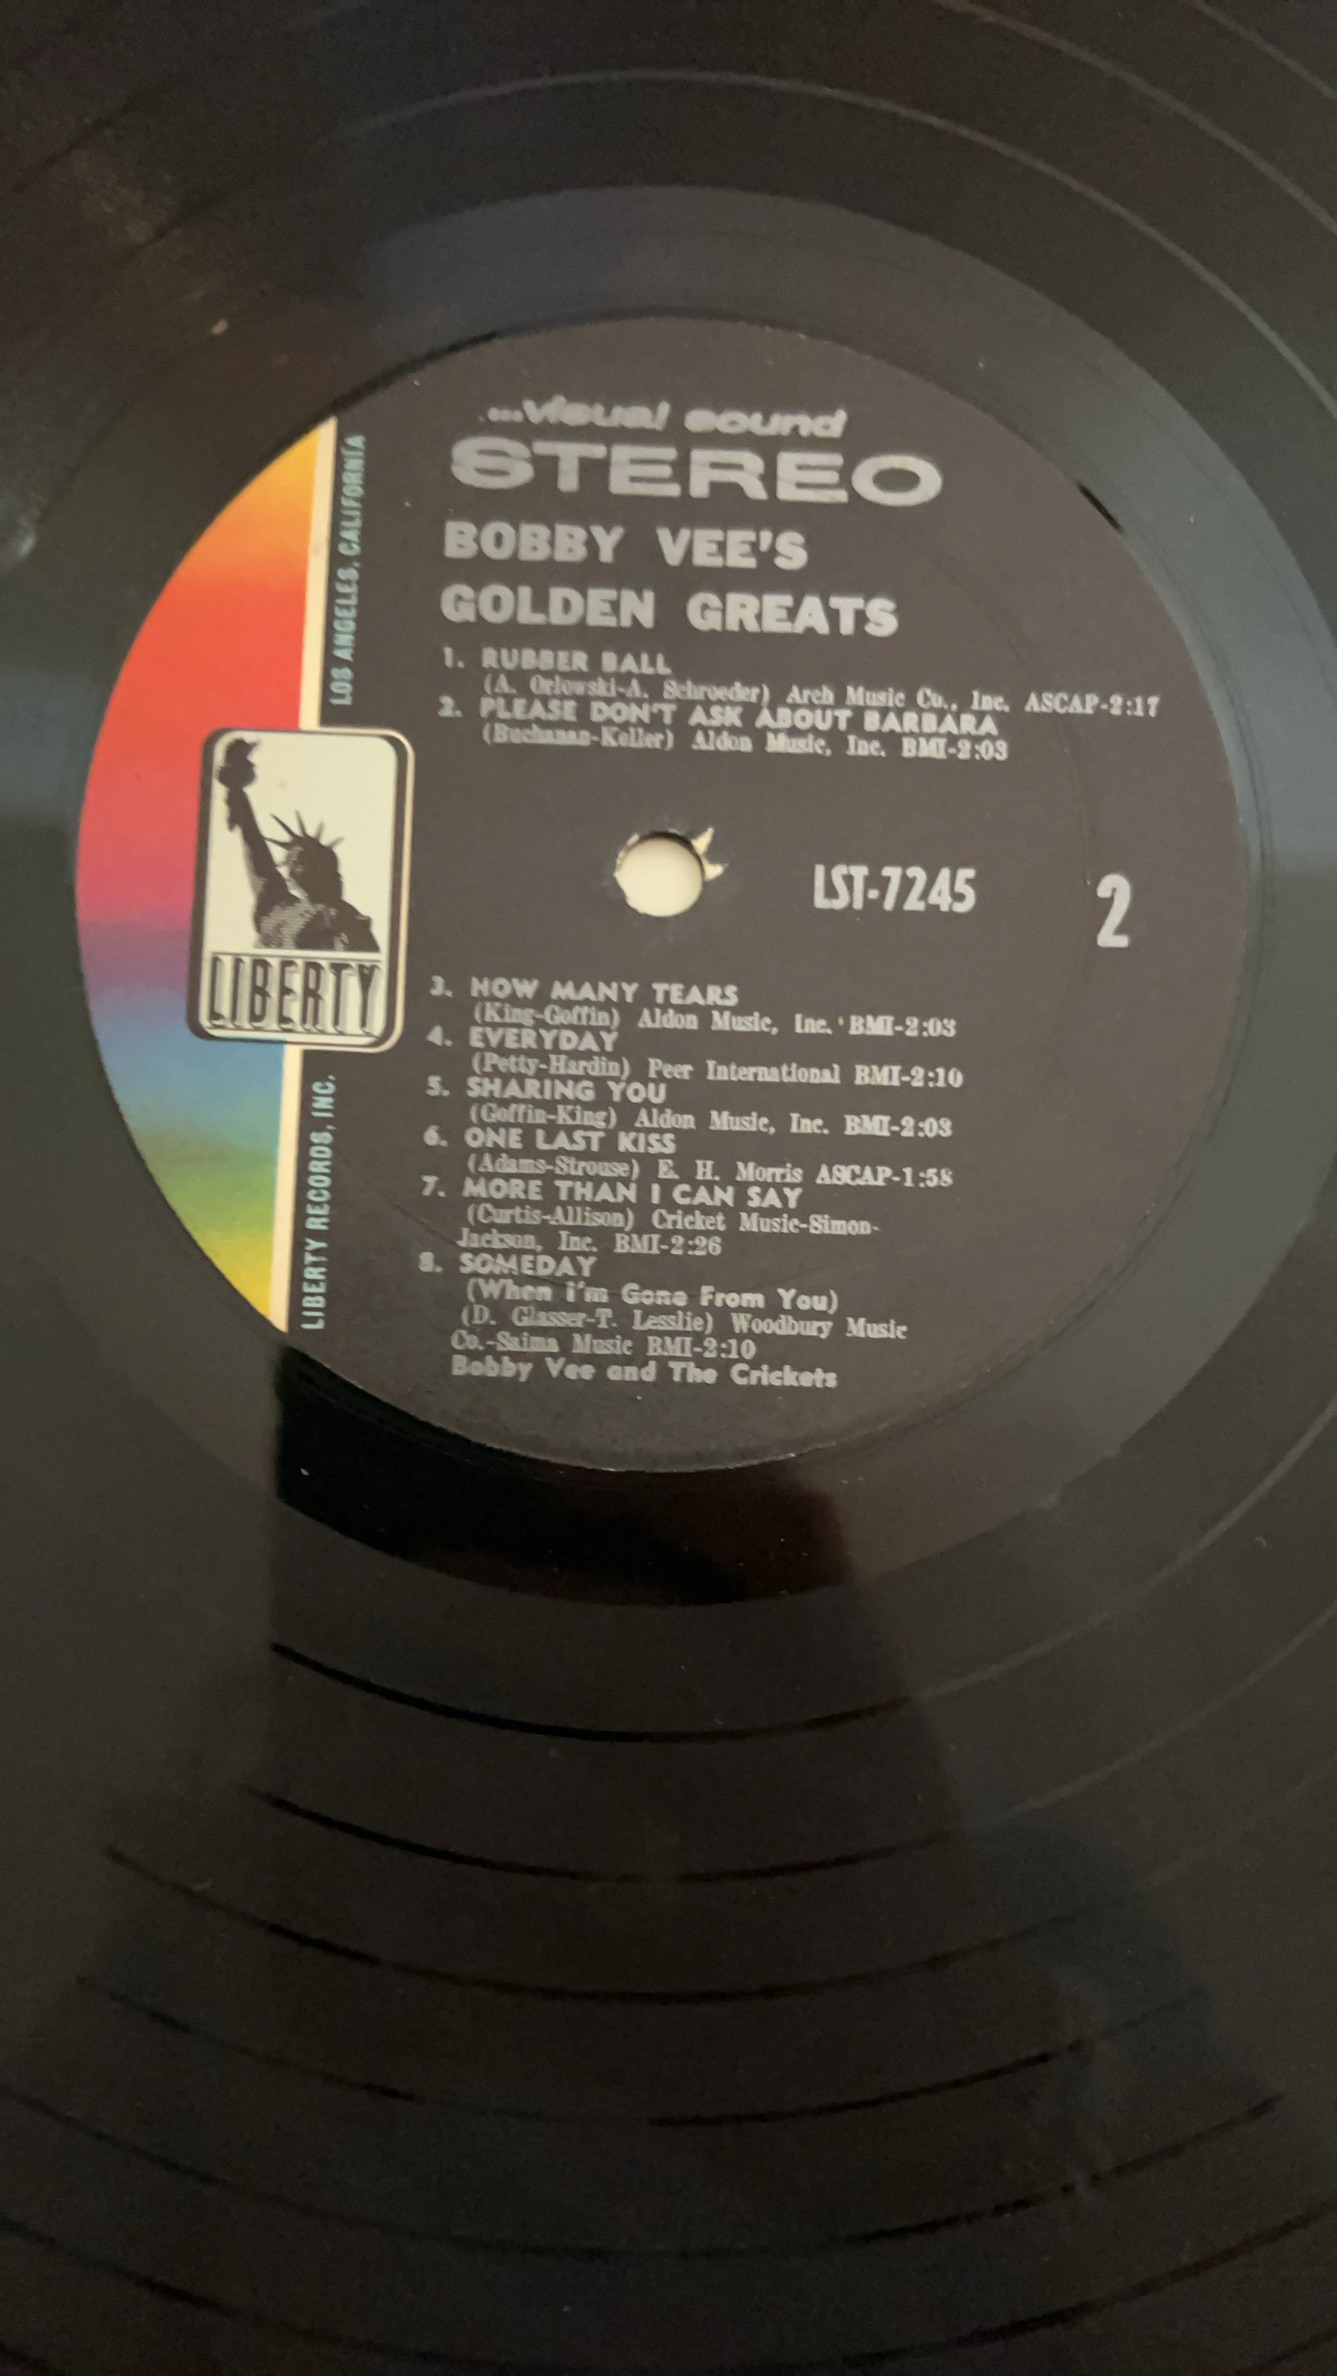 ...visual sound
STEREO
BOBBY VEE'S
GOLDEN GREATS
1. RUBBER BALL
(A. Orlowski-A. Schroeder) Arch Music Co., Inc. ASCAP-2:17
2. PLEASE DON'T ASK ABOUT BARBARA
(Buchanan-Keller) Aldon Music, Inc. BMI-2:03
LST-7245
2
3. HOW MANY TEARS
(King-Goffin) Aldon Music, Inc. BMI-2:03
4. EVERYDAY
(Petty-Hardin) Peer International BMI-2:10
5. SHARING YOU
(Goffin-King) Aldon Music, Inc. BMI-2:03
6. ONE LAST KISS
(Adams-Strouse) E. H. Morris ASCAP-1:58
7. MORE THAN I CAN SAY
(Curtis-Allison) Cricket Music-Simon-
Jackson, Inc. BMI-2:26
8. SOMEDAY
(When i'm Gone From You)
(D. Glasser-T. Lesslie) Woodbury Music
Co.-Saima Music BMI-2:10
Bobby Vee and The Crickets
LIBERTY
LIBERTY RECORDS, INC.
LOS ANGELES, CALIFORNIA